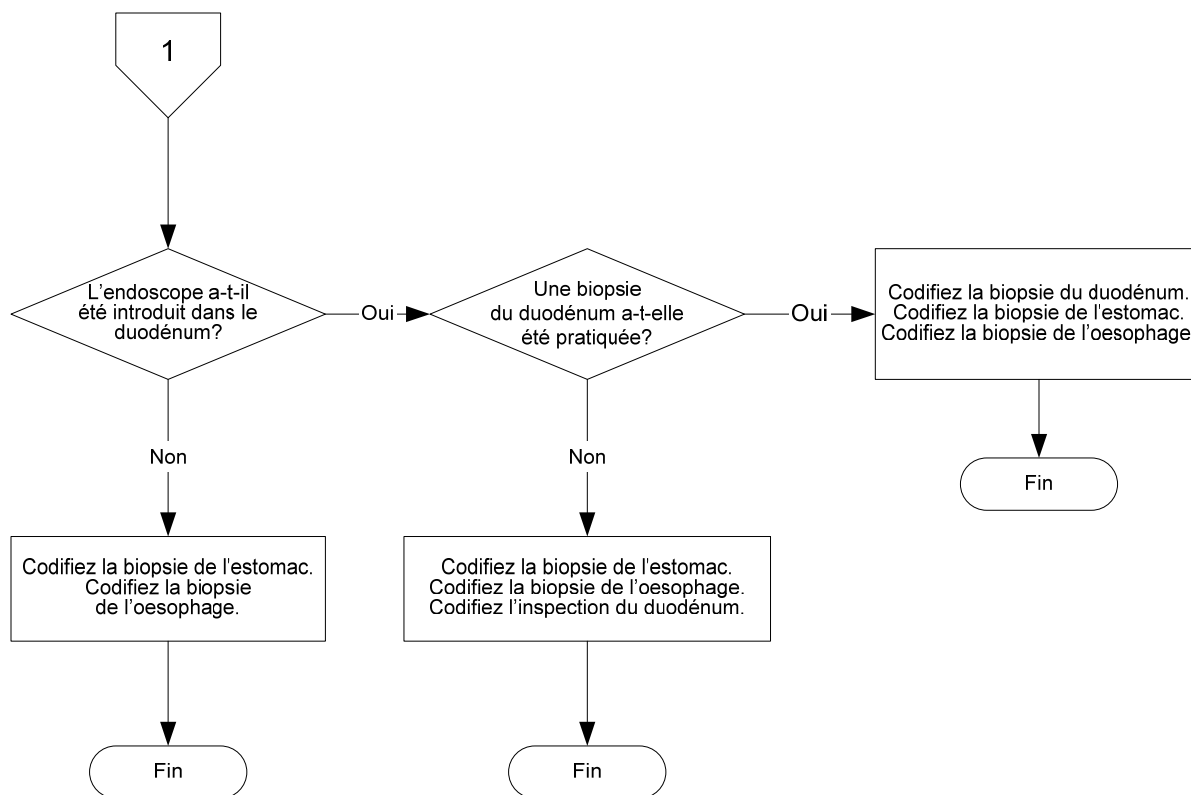 1
L'endoscope a-t-il
été introduit dans le
duodénum?
Oui
Une biopsie
du duodénum a-t-elle
été pratiquée?
Oui
Codifiez la biopsie du duodénum.
Codifiez la biopsie de l'estomac.
Codifiez la biopsie de l'oesophage
Non
Non
Fin
Codifiez la biopsie de l'estomac.
Codifiez la biopsie
de l'oesophage.
Codifiez la biopsie de l'estomac.
Codifiez la biopsie de l'oesophage.
Codifiez l'inspection du duodénum.
Fin
Fin